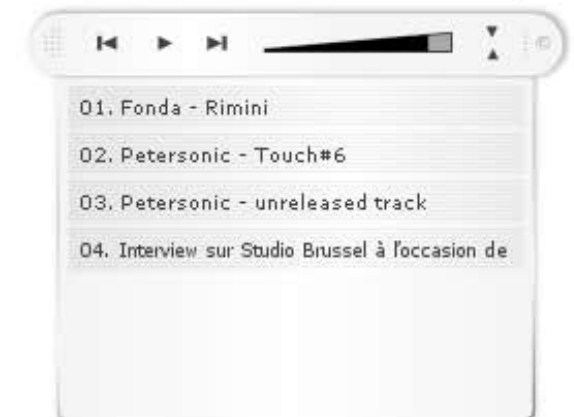 01. Fonda - Rimini
02. Petersonic - Touch#6
03. Petersonic - unreleased track
04. Interview sur Studio Brussel à l'occasion de